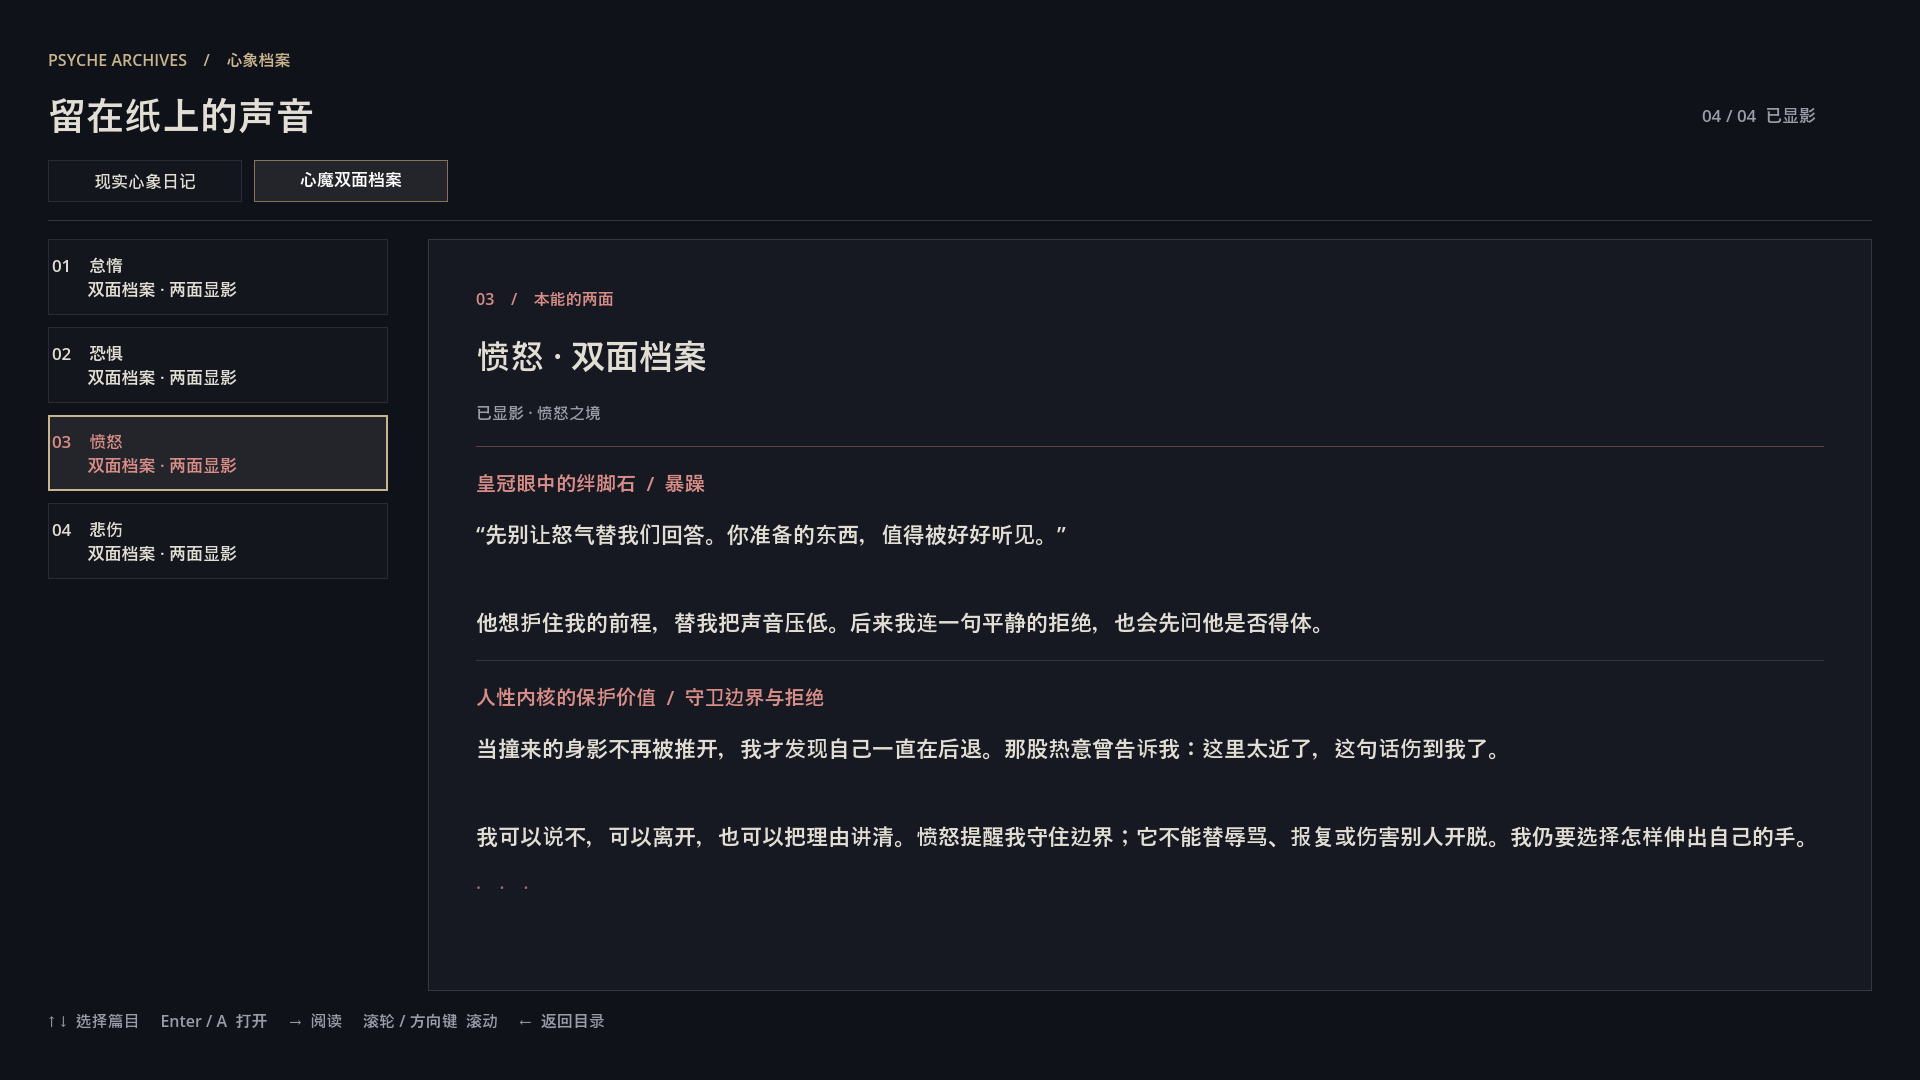 PSYCHE ARCHIVES / 心象档案
留在纸上的声音
04 / 04 已显影
现实心象日记
心魔双面档案
01 怠惰
双面档案 · 两面显影
02 恐惧
双面档案 · 两面显影
03 愤怒
双面档案 · 两面显影
04 悲伤
双面档案 · 两面显影
03 / 本能的两面
愤怒 · 双面档案
已显影 · 愤怒之境
皇冠眼中的绊脚石 / 暴躁
“先别让怒气替我们回答。你准备的东西，值得被好好听见。”
他想护住我的前程，替我把声音压低。后来我连一句平静的拒绝，也会先问他是否得体。
人性内核的保护价值 / 守卫边界与拒绝
当撞来的身影不再被推开，我才发现自己一直在后退。那股热意曾告诉我：这里太近了，这句话伤到我了。
我可以说不，可以离开，也可以把理由讲清。愤怒提醒我守住边界；它不能替辱骂、报复或伤害别人开脱。我仍要选择怎样伸出自己的手。
· · ·
↑↓ 选择篇目 Enter / A 打开 → 阅读 滚轮 / 方向键 滚动 ← 返回目录